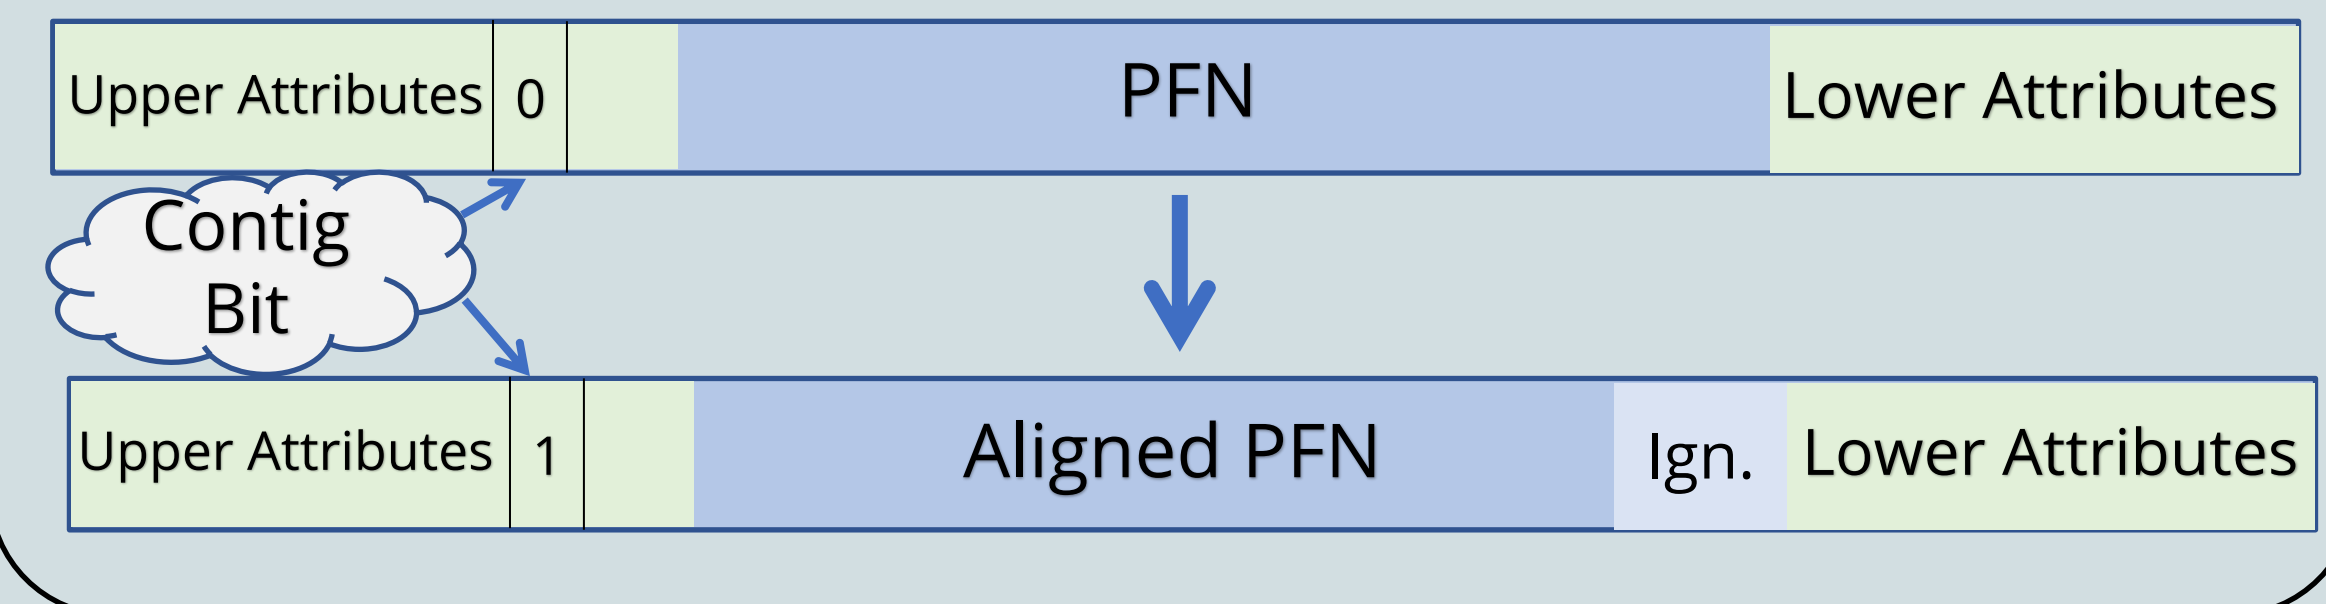 Upper Attributes 0 PFN Lower Attributes
Contig
Bit
Upper Attributes 1 Aligned PFN Ign. Lower Attributes